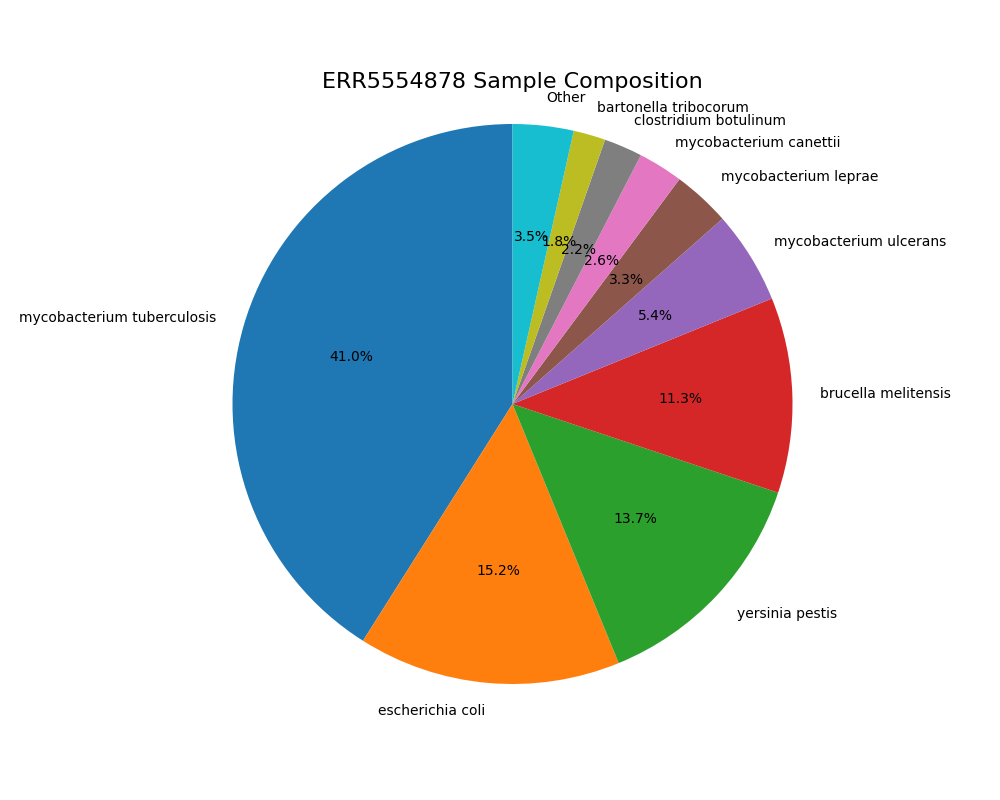 ERR5554878 Sample Composition
Other
bartonella tribocorum
clostridium botulinum
mycobacterium canettii
mycobacterium leprae
mycobacterium ulcerans
brucella melitensis
yersinia pestis
escherichia coli
mycobacterium tuberculosis
3.5%
1.8%
2.2%
2.6%
3.3%
5.4%
11.3%
13.7%
15.2%
41.0%